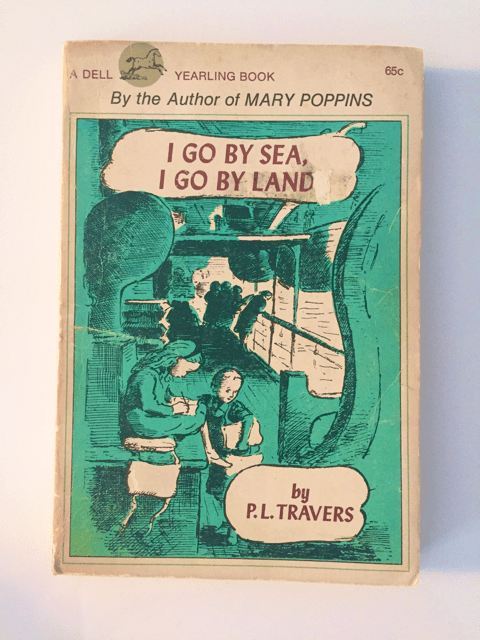 A DELL YEARLING BOOK 65c
By the Author of MARY POPPINS
I GO BY SEA,
I GO BY LAND
by
P.L.TRAVERS